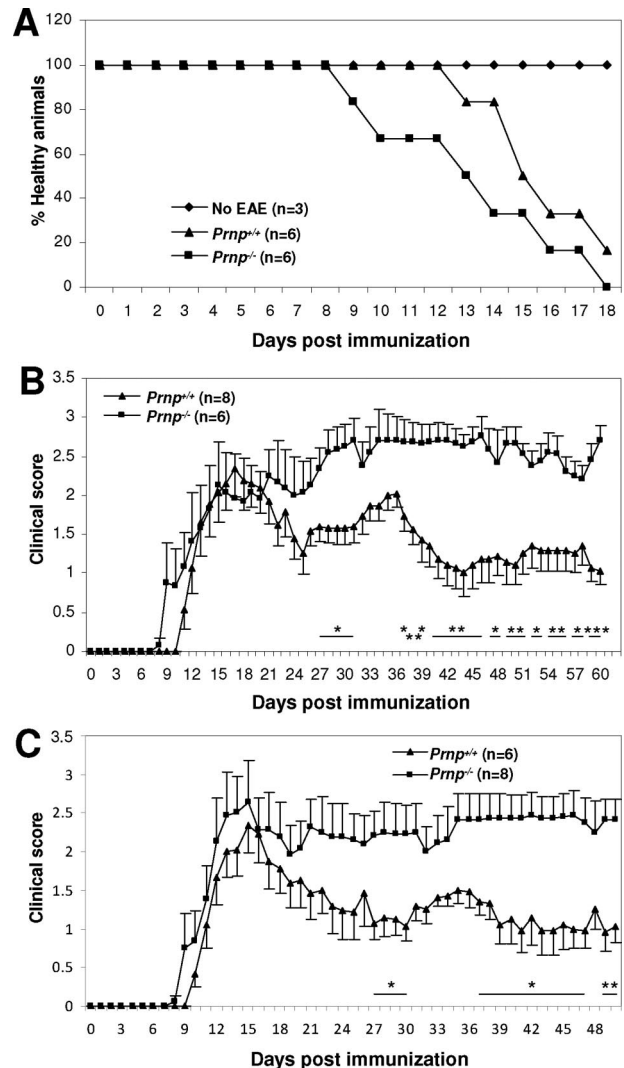 A
120
100
80
60
40
20
0
% Healthy animals
No EAE (n=3)
Prnp+/+ (n=6)
Prnp-/- (n=6)
0 1 2 3 4 5 6 7 8 9 10 11 12 13 14 15 16 17 18
Days post immunization
B
3.5
3
2.5
2
1.5
1
0.5
0
Clinical score
Prnp+/+ (n=8)
Prnp-/- (n=6)
* * * ** * ** * ** * ****
**
0 3 6 9 12 15 18 21 24 27 30 33 36 39 42 45 48 51 54 57 60
Days post immunization
C
3.5
3
2.5
2
1.5
1
0.5
0
Clinical score
Prnp+/+ (n=6)
Prnp-/- (n=8)
* * **
0 3 6 9 12 15 18 21 24 27 30 33 36 39 42 45 48
Days post immunization